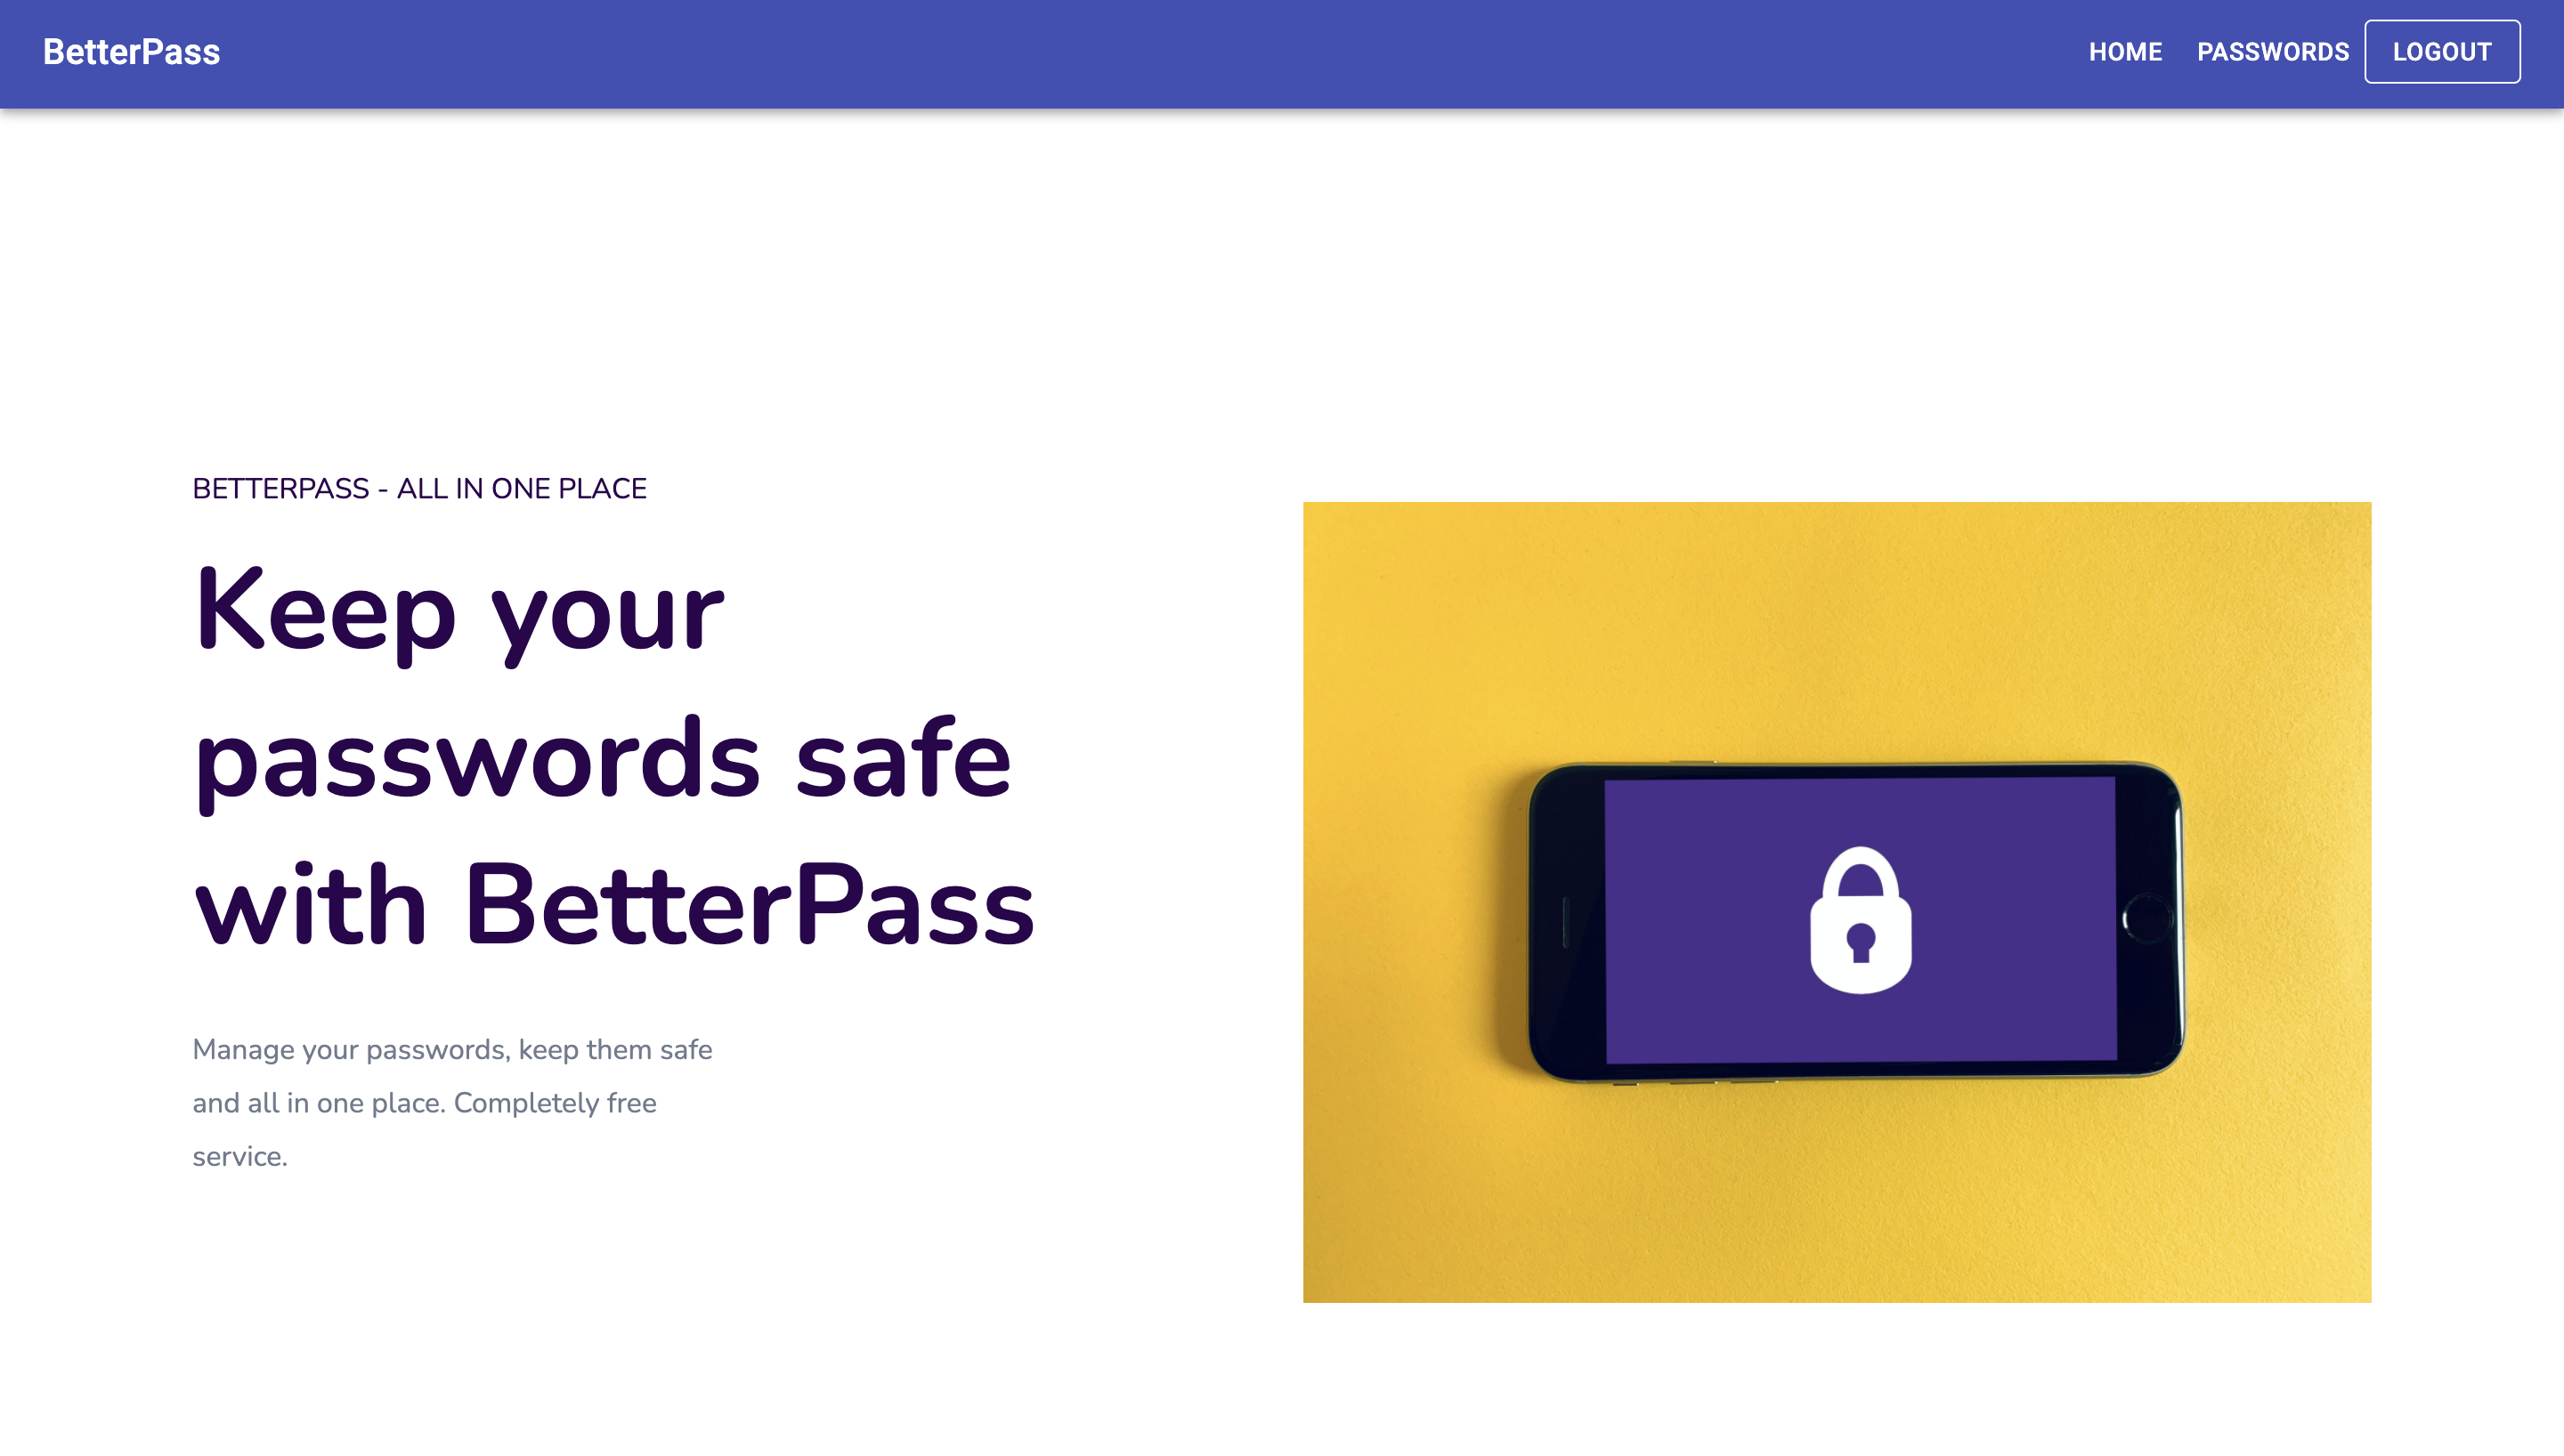 BetterPass
HOME PASSWORDS LOGOUT
BETTERPASS - ALL IN ONE PLACE
Keep your
passwords safe
with BetterPass
Manage your passwords, keep them safe
and all in one place. Completely free
service.